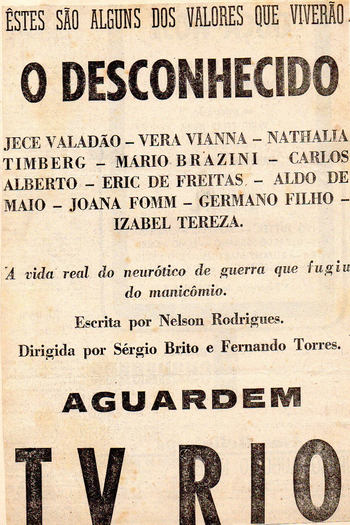 ÊSTES SÃO ALGUNS DOS VALORES QUE VIVERÃO
O DESCONHECIDO
JECE VALADÃO – VERA VIANNA – NATHALIA
TIMBERG – MÁRIO BRAZINI – CARLOS
ALBERTO – ERIC DE FREITAS – ALDO DE
MAIO – JOANA FOMM – GERMANO FILHO –
IZABEL TEREZA.
A vida real do neurótico de guerra que fugiu
do manicômio.
Escrita por Nelson Rodrigues.
Dirigida por Sérgio Brito e Fernando Torres.
AGUARDEM
TV RIO